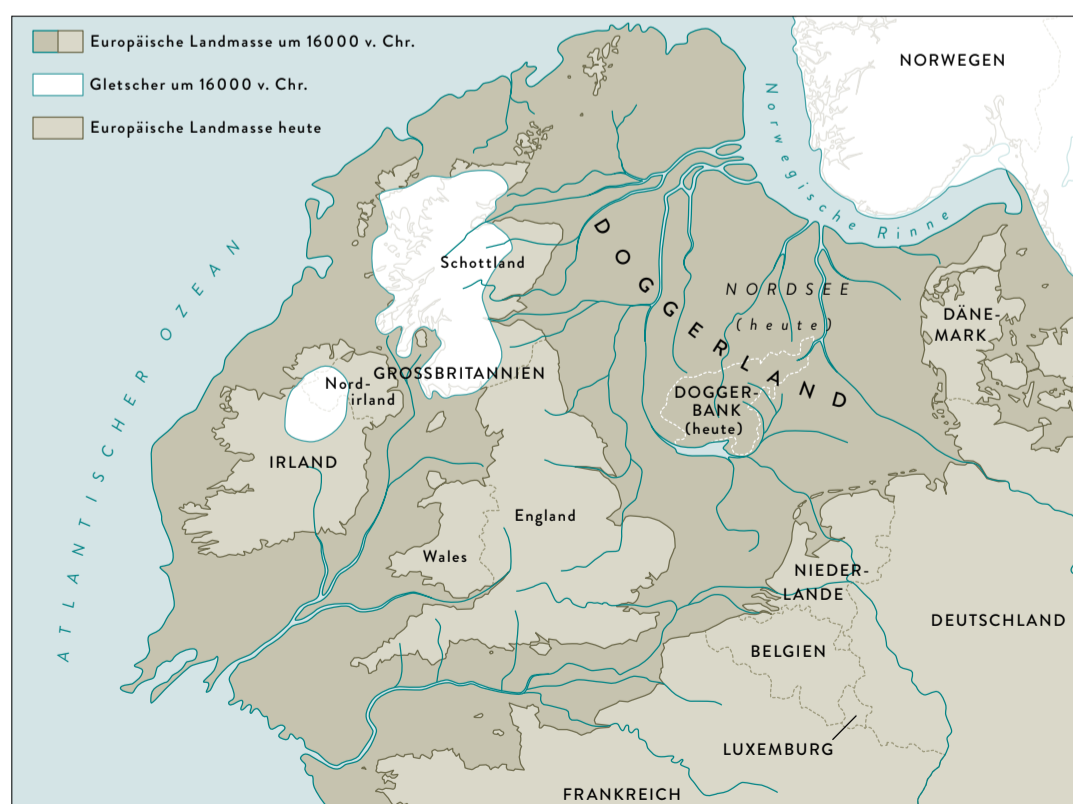 Europäische Landmasse um 16000 v. Chr.
Gletscher um 16000 v. Chr.
Europäische Landmasse heute
NORWEGEN
Norwegische Rinne
ATLANTISCHER OZEAN
Schottland
DOGGERLAND
NORDSEE
(heute)
DÄNE-
MARK
GROSSBRITANNIEN
Nord-
irland
DOGGER-
BANK
(heute)
IRLAND
England
Wales
NIEDER-
LANDE
DEUTSCHLAND
BELGIEN
LUXEMBURG
FRANKREICH